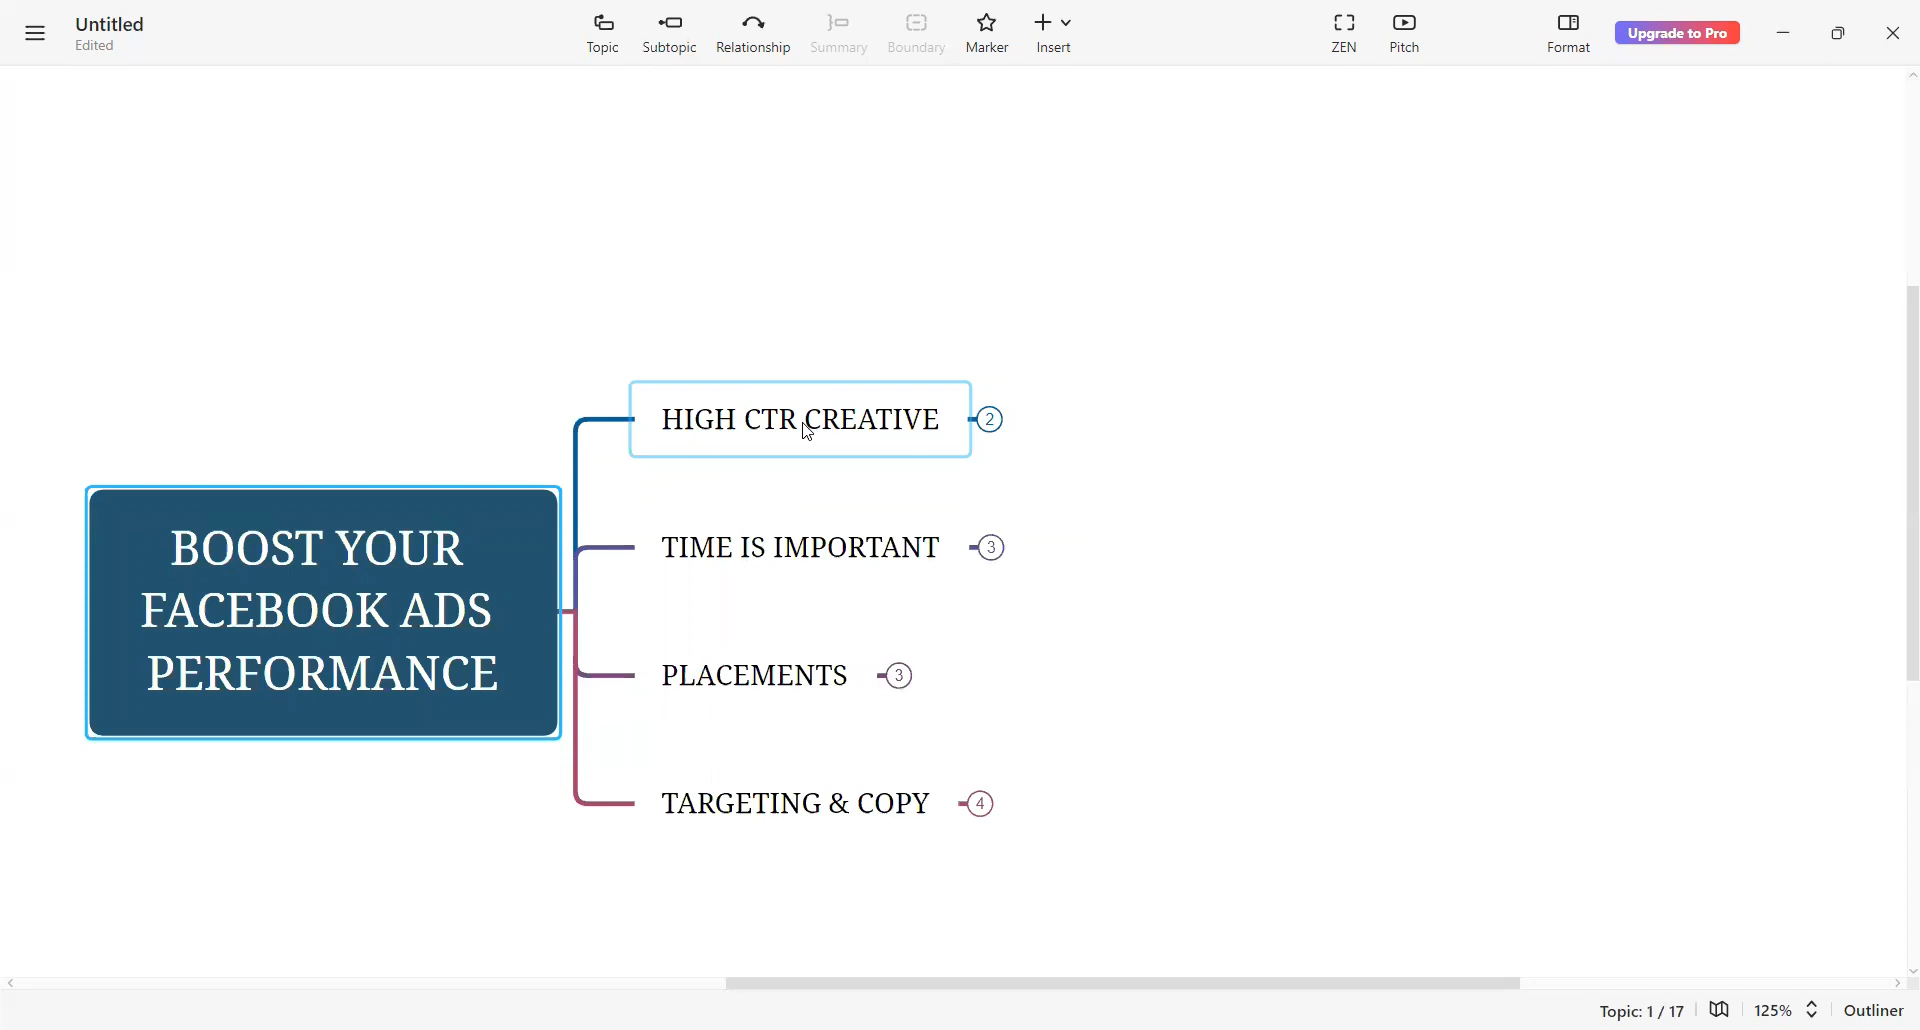 Untitled
Edited
Topic
Subtopic
Relationship
Summary
Boundary
Marker
Insert
ZEN
Pitch
Format
Upgrade to Pro
HIGH CTR CREATIVE
2
TIME IS IMPORTANT
3
BOOST YOUR
FACEBOOK ADS
PERFORMANCE
PLACEMENTS
3
TARGETING & COPY
4
Topic: 1 / 17
125%
Outliner